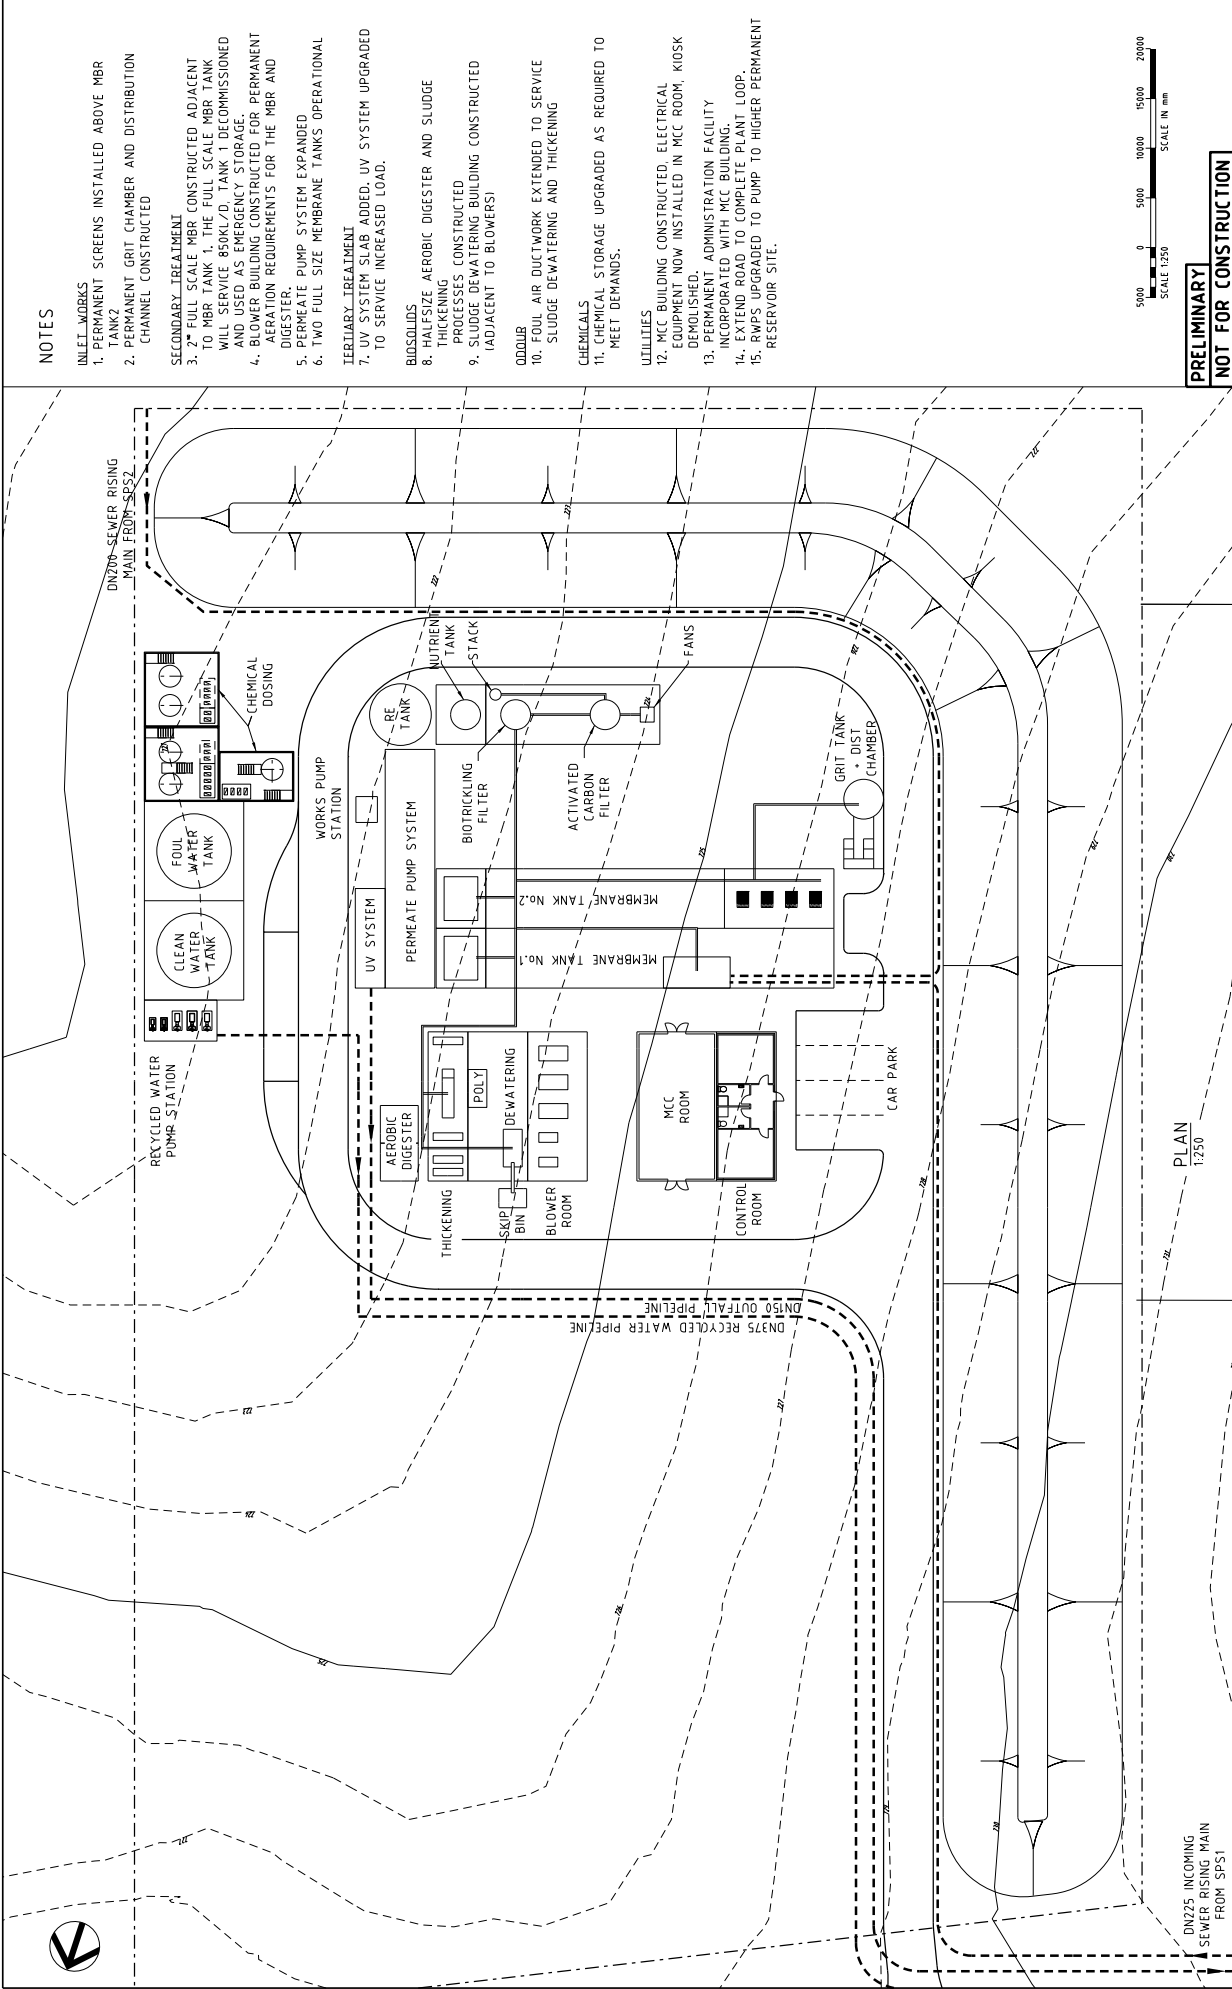 NOTES
INLET WORKS
1. PERMANENT SCREENS INSTALLED ABOVE MBR
TANK2
2. PERMANENT GRIT CHAMBER AND DISTRIBUTION
CHANNEL CONSTRUCTED
SECONDARY TREATMENT
3. 2ᴺᴰ FULL SCALE MBR CONSTRUCTED ADJACENT
TO MBR TANK 1. THE FULL SCALE MBR TANK
WILL SERVICE 850KL/D. TANK 1 DECOMMISSIONED
AND USED AS EMERGENCY STORAGE.
4. BLOWER BUILDING CONSTRUCTED FOR PERMANENT
AERATION REQUIREMENTS FOR THE MBR AND
DIGESTER.
5. PERMEATE PUMP SYSTEM EXPANDED
6. TWO FULL SIZE MEMBRANE TANKS OPERATIONAL
TERTIARY TREATMENT
7. UV SYSTEM SLAB ADDED. UV SYSTEM UPGRADED
TO SERVICE INCREASED LOAD.
BIOSOLIDS
8. HALFSIZE AEROBIC DIGESTER AND SLUDGE
THICKENING
PROCESSES CONSTRUCTED
9. SLUDGE DEWATERING BUILDING CONSTRUCTED
(ADJACENT TO BLOWERS)
ODOUR
10. FOUL AIR DUCTWORK EXTENDED TO SERVICE
SLUDGE DEWATERING AND THICKENING
CHEMICALS
11. CHEMICAL STORAGE UPGRADED AS REQUIRED TO
MEET DEMANDS.
UTILITIES
12. MCC BUILDING CONSTRUCTED, ELECTRICAL
EQUIPMENT NOW INSTALLED IN MCC ROOM, KIOSK
DEMOLISHED.
13. PERMANENT ADMINISTRATION FACILITY
INCORPORATED WITH MCC BUILDING.
14. EXTEND ROAD TO COMPLETE PLANT LOOP.
15. RWPS UPGRADED TO PUMP TO HIGHER PERMANENT
RESERVOIR SITE.
5000 0 5000 10000 15000 20000
SCALE 1:250 SCALE IN mm
PRELIMINARY
NOT FOR CONSTRUCTION
DN200 SEWER RISING
MAIN FROM SPS2
CHEMICAL
DOSING
FOUL
WATER
TANK
CLEAN
WATER
TANK
RECYCLED WATER
PUMP STATION
WORKS PUMP
STATION
RE
TANK
NUTRIENT
TANK
STACK
FANS
BIOTRICKLING
FILTER
ACTIVATED
CARBON
FILTER
GRIT TANK
+ DIST
CHAMBER
UV SYSTEM
PERMEATE PUMP SYSTEM
MEMBRANE TANK No.2
MEMBRANE TANK No.1
AEROBIC
DIGESTER
POLY
DEWATERING
THICKENING
SKIP
BIN
BLOWER
ROOM
MCC
ROOM
CONTROL
ROOM
CAR PARK
DN150 OUTFALL PIPELINE
DN375 RECYCLED WATER PIPELINE
PLAN
1:250
DN225 INCOMING
SEWER RISING MAIN
FROM SPS1